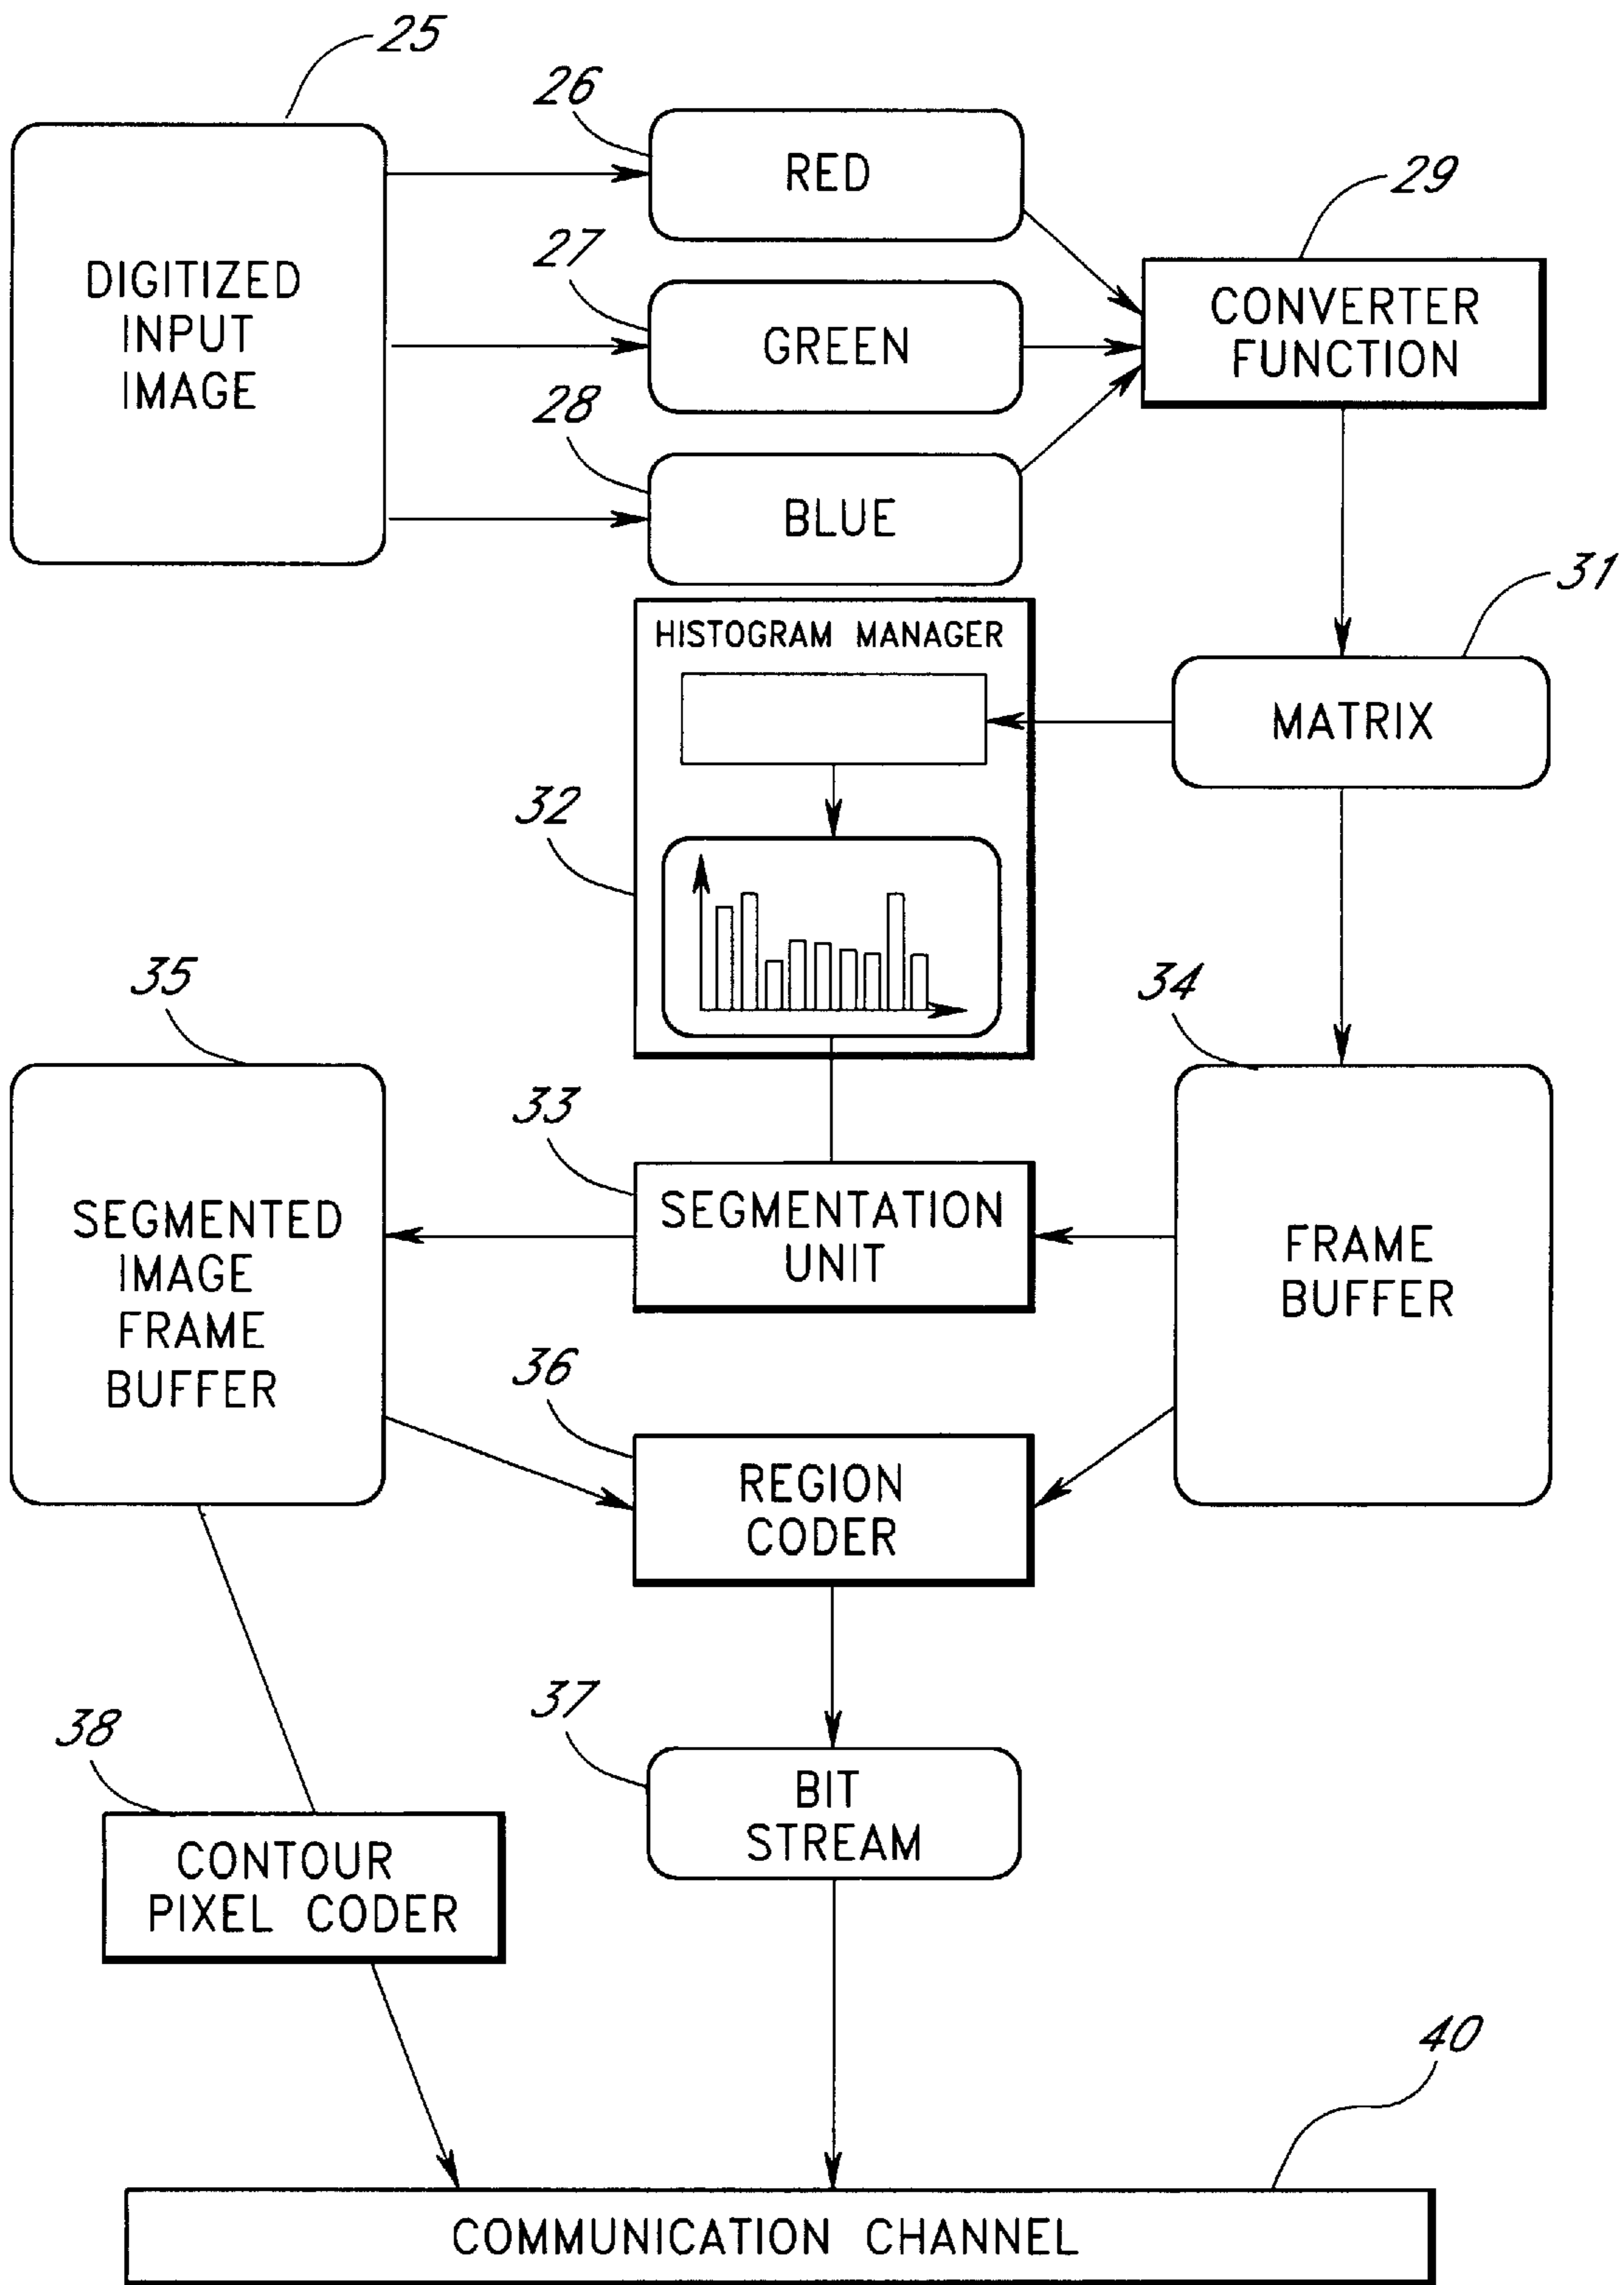 25
26
RED
29
DIGITIZED
INPUT
IMAGE
27
GREEN
CONVERTER
FUNCTION
28
BLUE
31
HISTOGRAM MANAGER
MATRIX
32
35
34
33
SEGMENTED
IMAGE
FRAME
BUFFER
SEGMENTATION
UNIT
FRAME
BUFFER
36
REGION
CODER
38
37
BIT
STREAM
CONTOUR
PIXEL CODER
40
COMMUNICATION CHANNEL